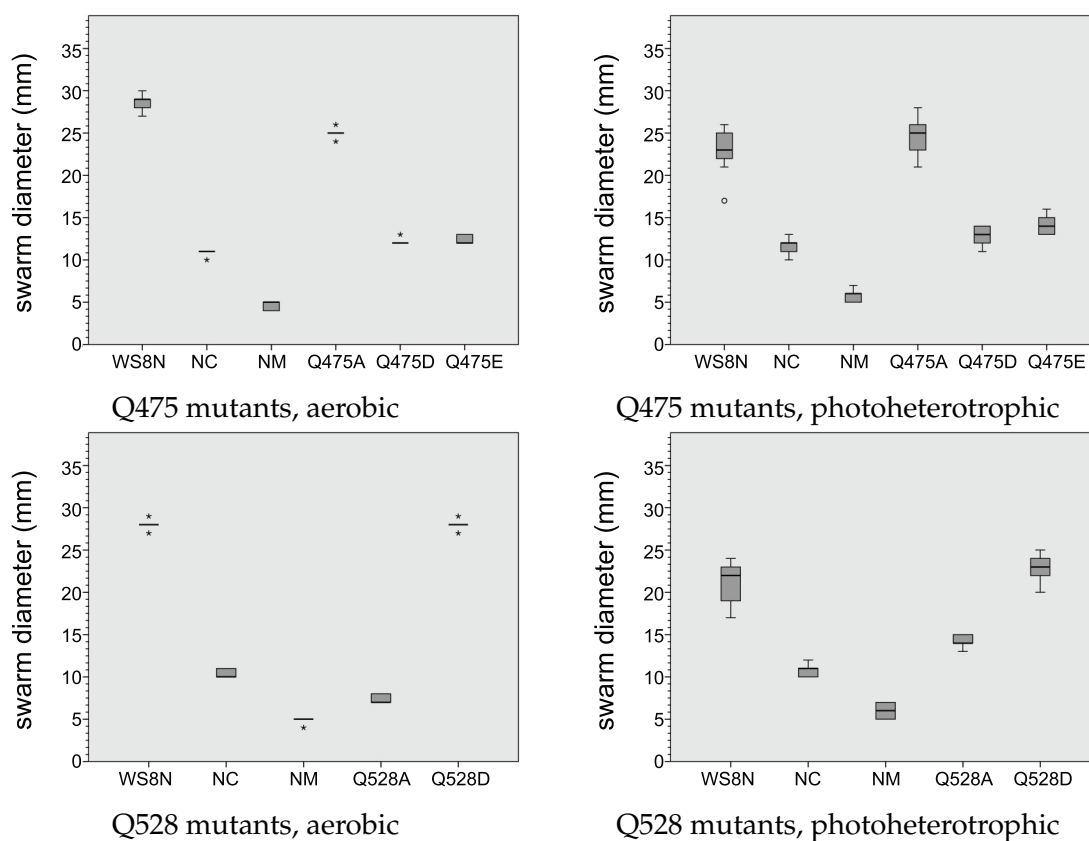 swarm diameter (mm)
35
30
25
20
15
10
5
0
WS8N NC NM Q475A Q475D Q475E
Q475 mutants, aerobic
swarm diameter (mm)
35
30
25
20
15
10
5
0
WS8N NC NM Q475A Q475D Q475E
Q475 mutants, photoheterotrophic
swarm diameter (mm)
35
30
25
20
15
10
5
0
WS8N NC NM Q528A Q528D
Q528 mutants, aerobic
swarm diameter (mm)
35
30
25
20
15
10
5
0
WS8N NC NM Q528A Q528D
Q528 mutants, photoheterotrophic